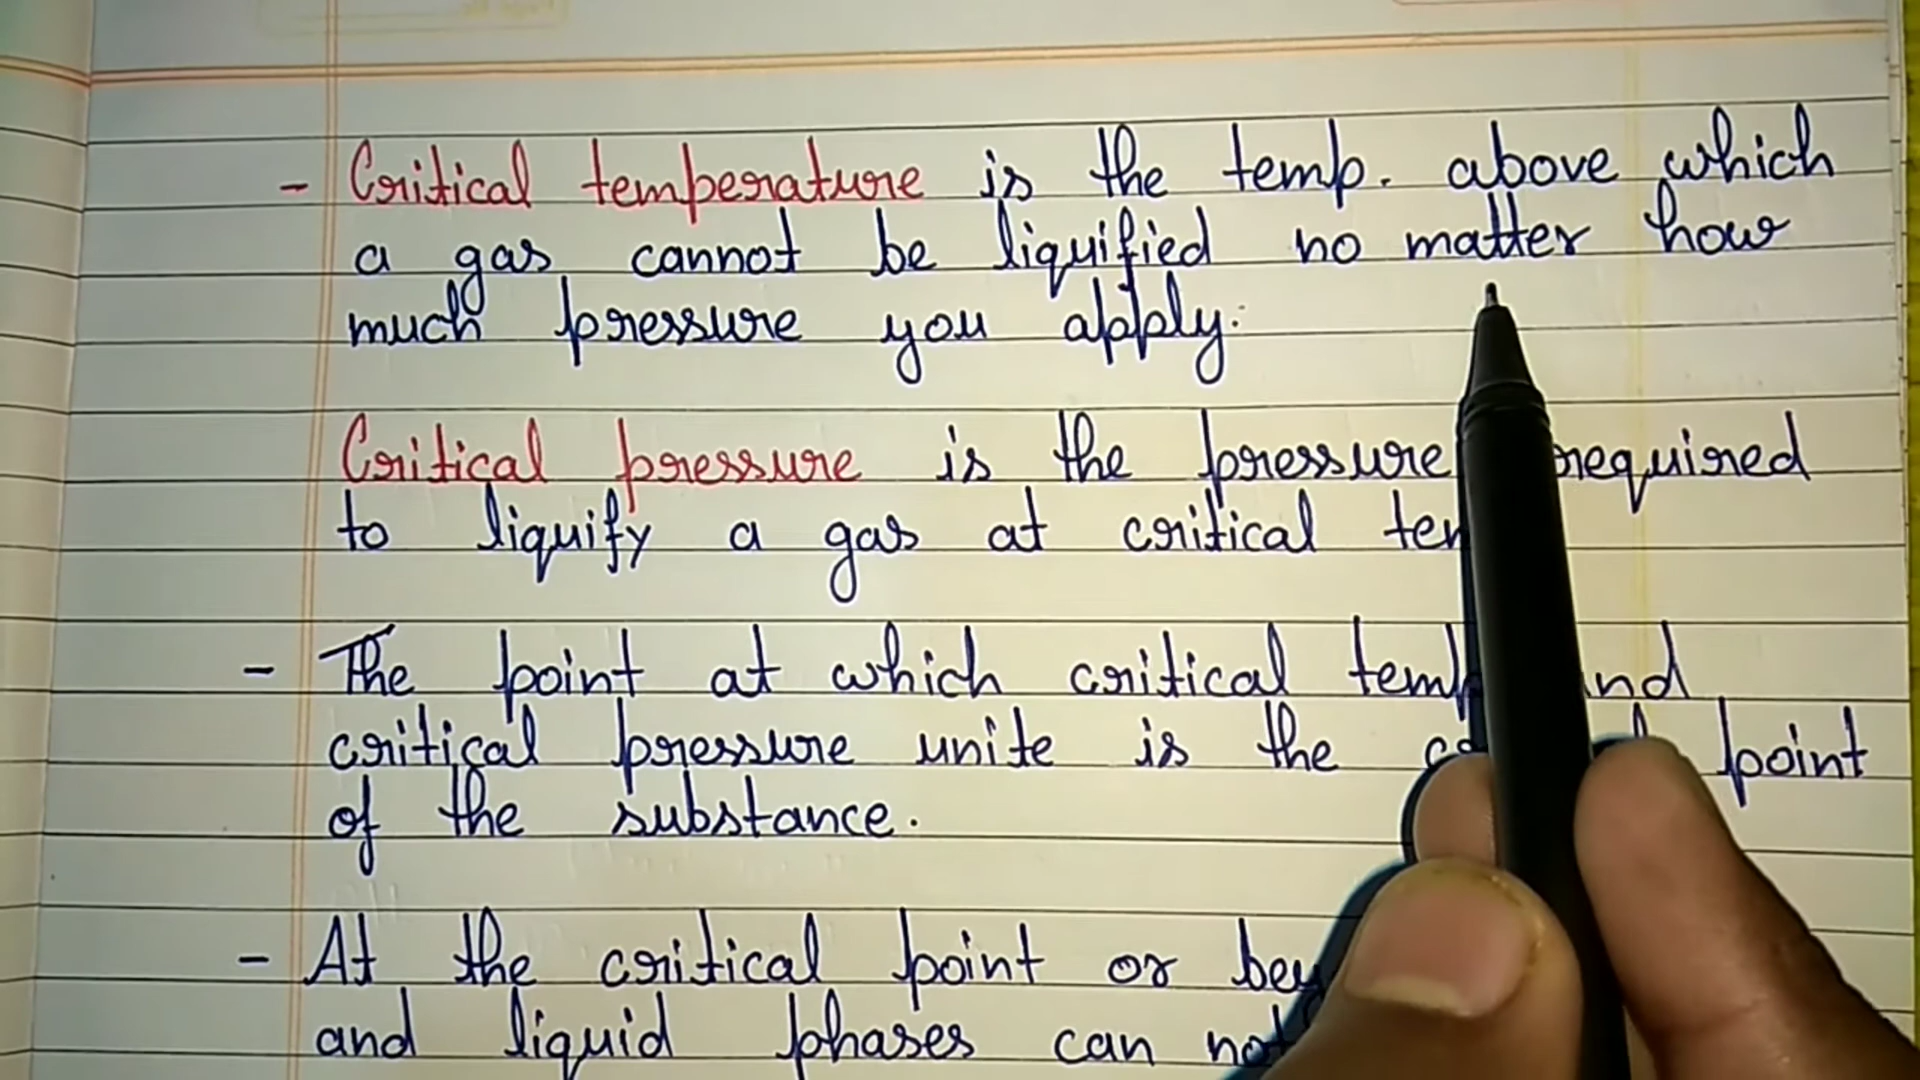 - Critical temperature is the temp. above which
a gas cannot be liquified no matter how
much pressure you apply.
Critical pressure is the pressure required
to liquify a gas at critical
- The point at which critical
critical pressure unite is the point
of the substance.
- At the critical point or
and liquid phases can